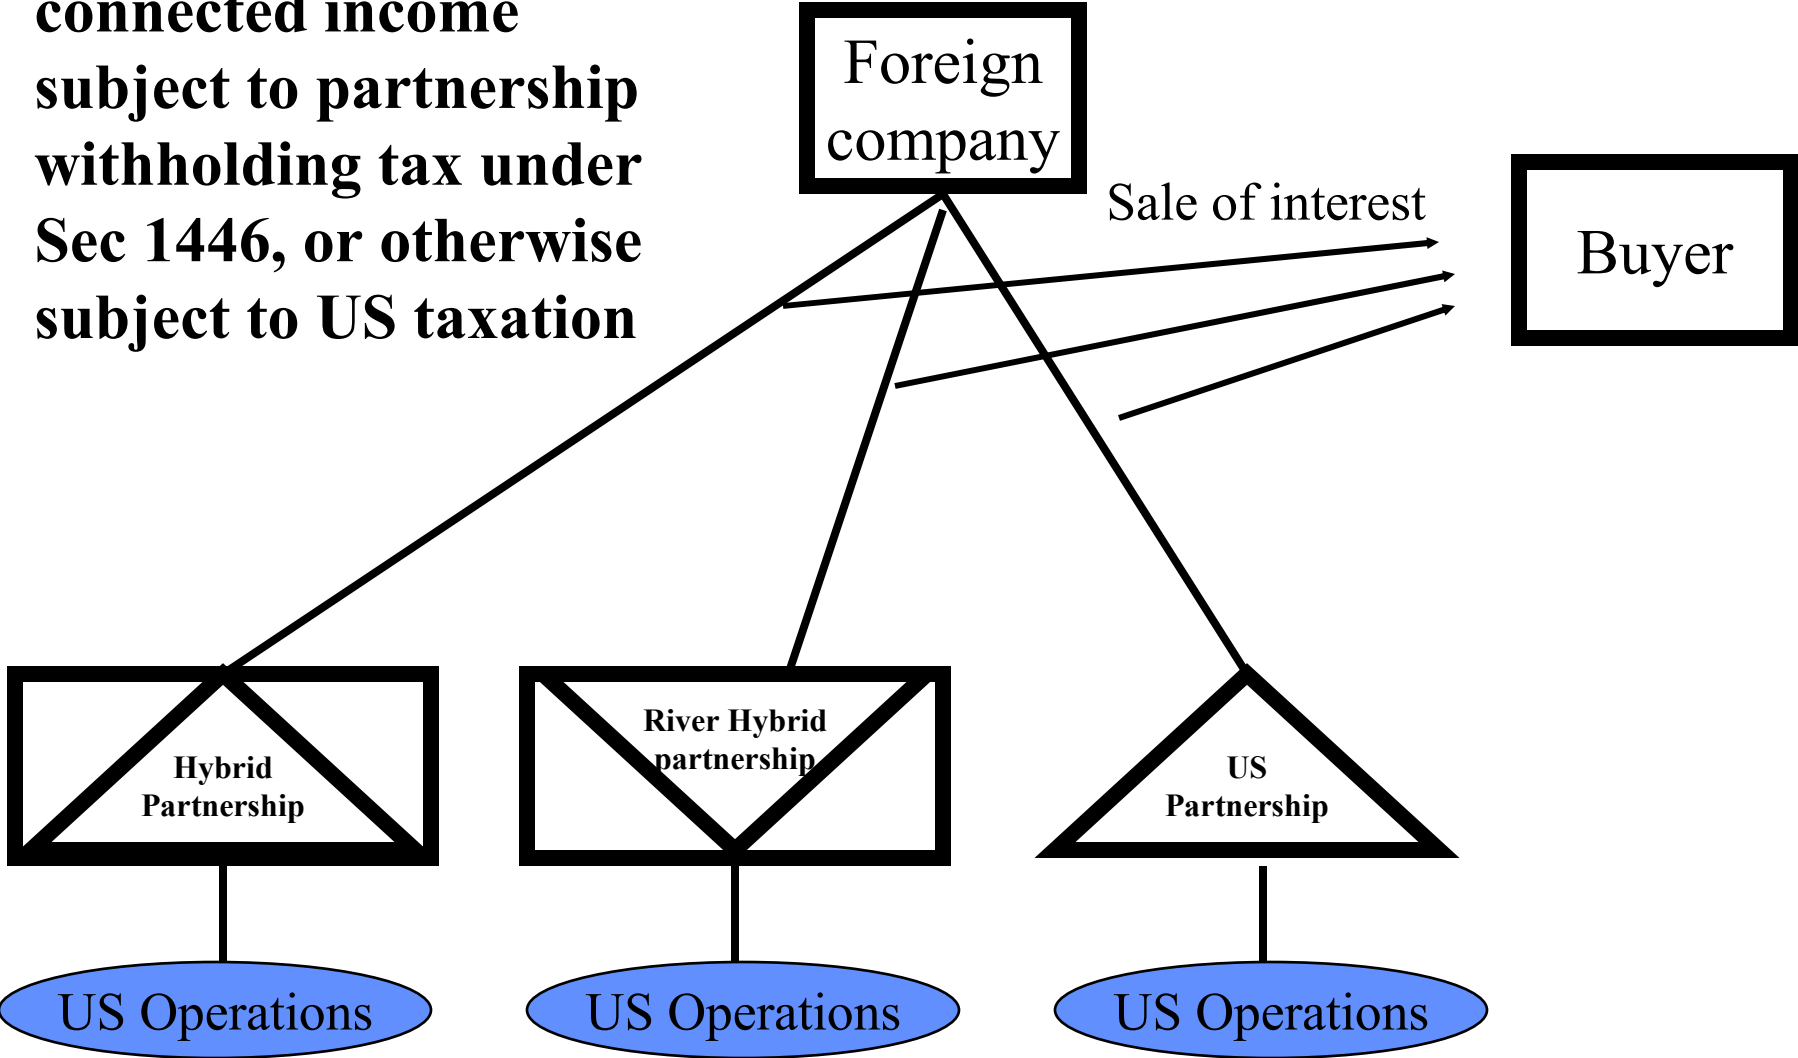 connected income
subject to partnership
withholding tax under
Sec 1446, or otherwise
subject to US taxation
Foreign
company
Sale of interest
Buyer
Hybrid
Partnership
River Hybrid
partnership
US
Partnership
US Operations
US Operations
US Operations